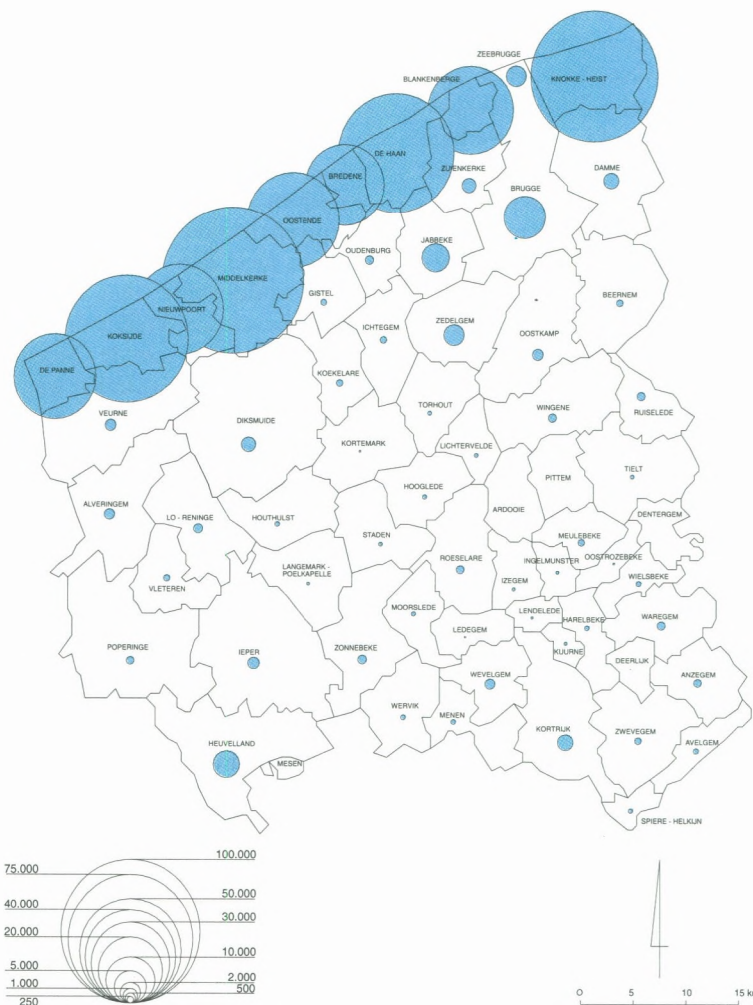 ZEEBRUGGE
BLANKENBERGE
KNOKKE - HEIST
DE HAAN
BREDENE
ZUIENKERKE
DAMME
BRUGGE
OOSTENDE
OUDENBURG
JABBEKE
MIDDELKERKE
GISTEL
BEERNEM
NIEUWPOORT
ICHTEGEM
ZEDELGEM
OOSTKAMP
KOKSIJDE
DE PANNE
KOEKELARE
TORHOUT
WINGENE
RUISELEDE
VEURNE
DIKSMUIDE
KORTEMARK
LICHTERVELDE
TIELT
PITTEM
HOOGLEDE
ALVERINGEM
LO - RENINGE
HOUTHULST
ARDOOIE
DENTERGEM
STADEN
MEULEBEKE
ROESELARE
INGELMUNSTER
OOSTROZEBEKE
LANGEMARK -
POELKAPELLE
VLETEREN
IZEGEM
WIELSBEKE
MOORSLEDE
LENDELEDE
HARELBEKE
WAREGEM
LEDEGEM
POPERINGE
IEPER
ZONNEBEKE
KUURNE
DEERLIJK
WEVELGEM
ANZEGEM
WERVIK
MENEN
KORTRIJK
ZWEVEGEM
HEUVELLAND
AVELGEM
MESEN
SPIERE - HELKIJN
100.000
75.000
50.000
40.000
30.000
20.000
10.000
5.000
2.000
1.000
500
250
0 5 10 15